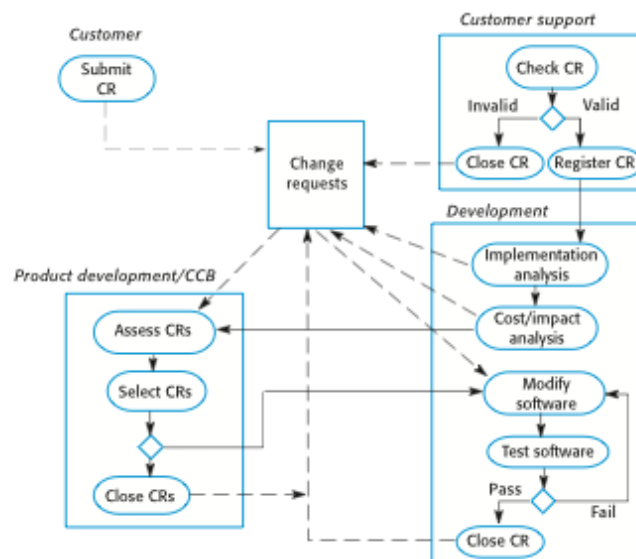 Customer
Submit
CR
Customer support
Check CR
Invalid
Valid
Close CR
Register CR
Change
requests
Development
Implementation
analysis
Cost/impact
analysis
Product development/CCB
Assess CRs
Select CRs
Close CRs
Modify
software
Test software
Pass
Fail
Close CR